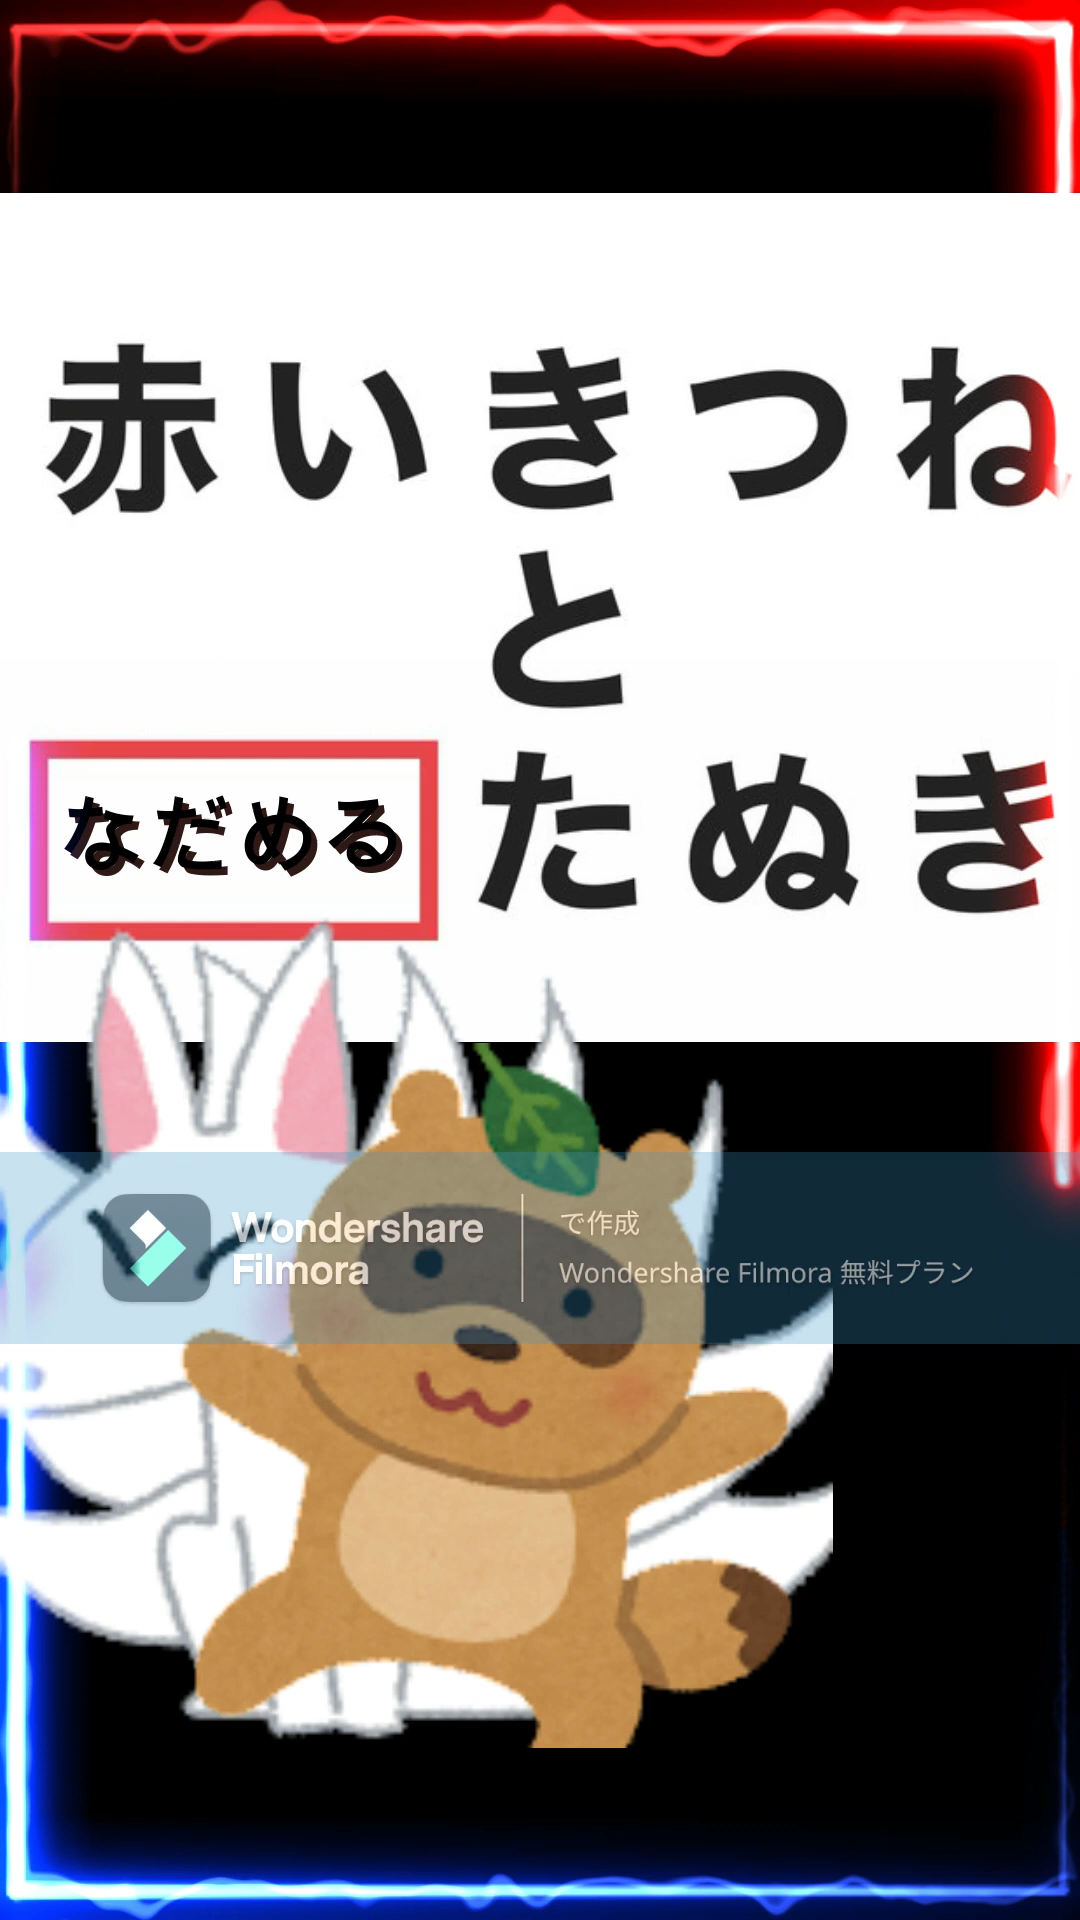 赤いきつね
と
なだめる たぬき
Wondershare
Filmora
で作成
Wondershare Filmora 無料プラン